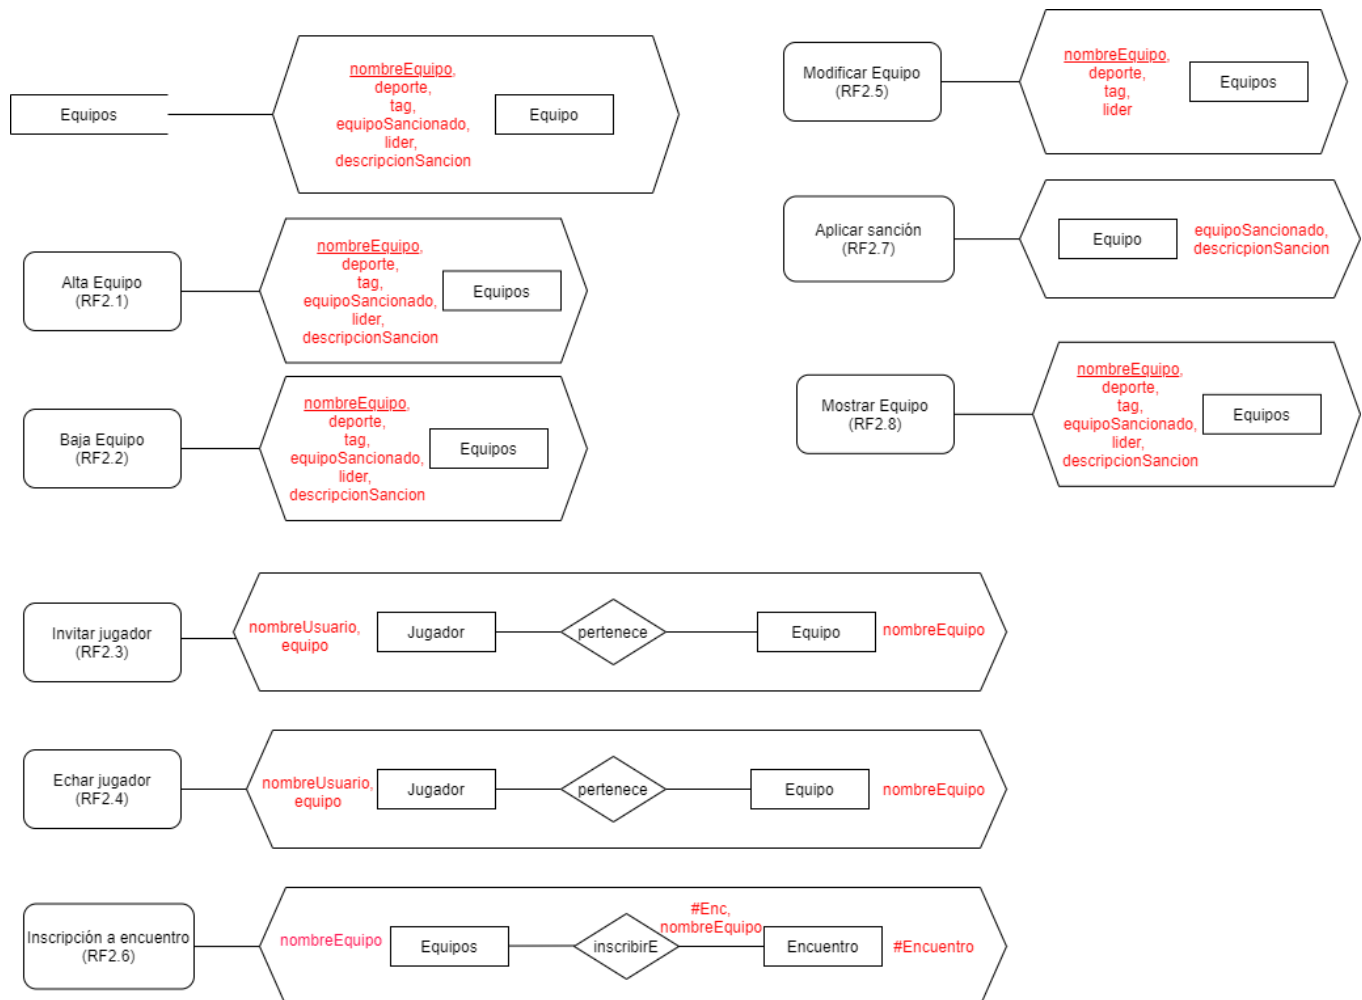 Equipos
nombreEquipo,
deporte,
tag,
equipoSancionado,
lider,
descripcionSancion
Equipo
Alta Equipo
(RF2.1)
nombreEquipo,
deporte,
tag,
equipoSancionado,
lider,
descripcionSancion
Equipos
Baja Equipo
(RF2.2)
nombreEquipo,
deporte,
tag,
equipoSancionado,
lider,
descripcionSancion
Equipos
Modificar Equipo
(RF2.5)
nombreEquipo,
deporte,
tag,
lider
Equipos
Aplicar sanción
(RF2.7)
Equipo
equipoSancionado,
descricpionSancion
Mostrar Equipo
(RF2.8)
nombreEquipo,
deporte,
tag,
equipoSancionado,
lider,
descripcionSancion
Equipos
Invitar jugador
(RF2.3)
nombreUsuario,
equipo
Jugador
pertenece
Equipo
nombreEquipo
Echar jugador
(RF2.4)
nombreUsuario,
equipo
Jugador
pertenece
Equipo
nombreEquipo
Inscripción a encuentro
(RF2.6)
nombreEquipo
Equipos
inscribirE
#Enc,
nombreEquipo
Encuentro
#Encuentro